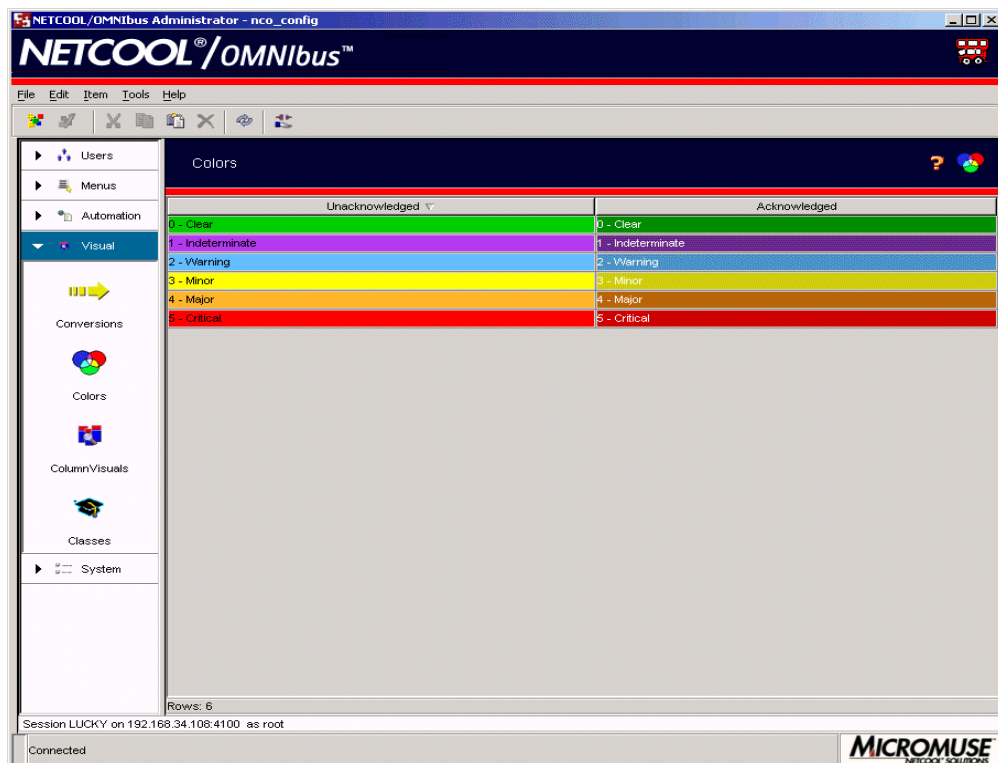 NETCOOL/OMNIbus Administrator - nco_config
NETCOOL®/OMNIbus™
File Edit Item Tools Help
Users
Menus
Automation
Visual
Conversions
Colors
ColumnVisuals
Classes
System
Colors ?
Unacknowledged Acknowledged
0 - Clear 0 - Clear
1 - Indeterminate 1 - Indeterminate
2 - Warning 2 - Warning
3 - Minor 3 - Minor
4 - Major 4 - Major
5 - Critical 5 - Critical
Rows: 6
Session LUCKY on 192.168.34.108:4100 as root
Connected
MICROMUSE
NETCOOL® SOLUTIONS